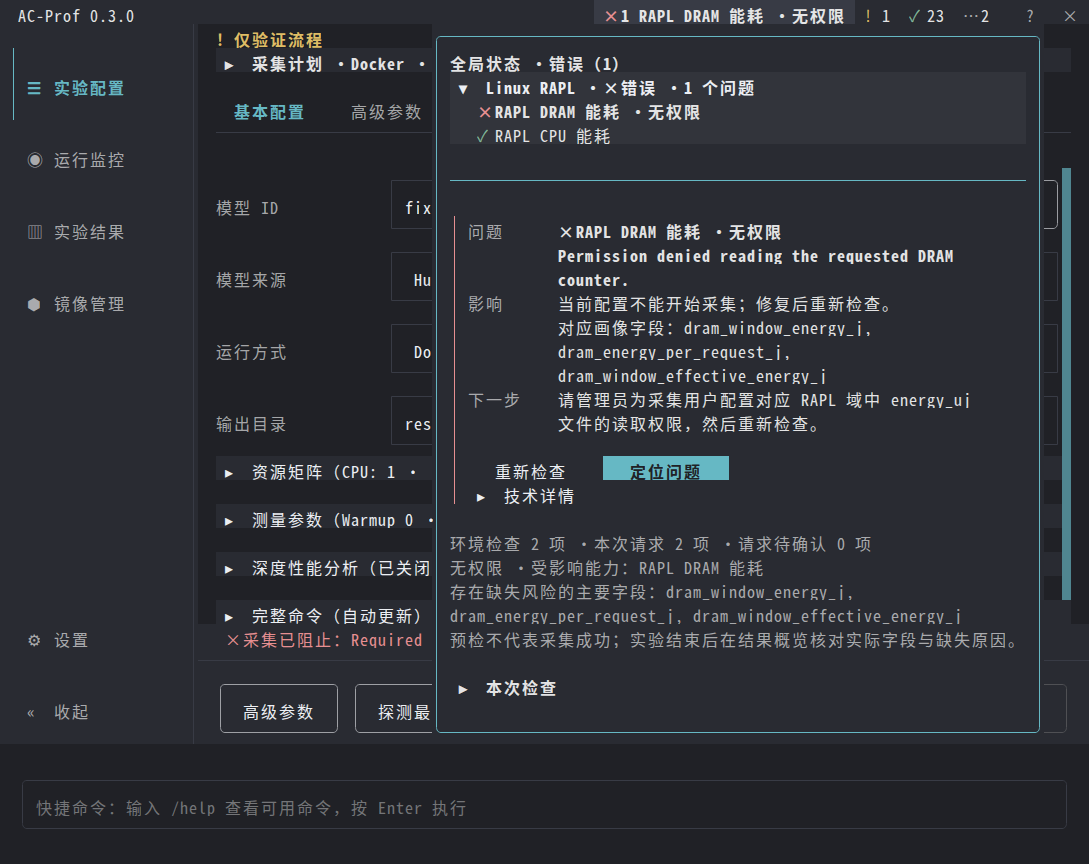 AC-Prof 0.3.0
×1 RAPL DRAM 能耗 ·无权限 ! 1 ✓ 23 ···2 ? ×
☰ 实验配置
◉ 运行监控
▥ 实验结果
⬢ 镜像管理
⚙ 设置
« 收起
! 仅验证流程
▶ 采集计划 ·Docker ·
基本配置 高级参数
模型 ID fix
模型来源 Hu
运行方式 Do
输出目录 res
▶ 资源矩阵（CPU: 1 ·
▶ 测量参数（Warmup 0 ·
▶ 深度性能分析（已关闭
▶ 完整命令（自动更新）
×采集已阻止: Required
高级参数 探测最
全局状态 ·错误（1）
▼ Linux RAPL ·×错误 ·1 个问题
×RAPL DRAM 能耗 ·无权限
✓ RAPL CPU 能耗
问题 ×RAPL DRAM 能耗 ·无权限
Permission denied reading the requested DRAM
counter.
影响 当前配置不能开始采集；修复后重新检查。
对应画像字段：dram_window_energy_j,
dram_energy_per_request_j,
dram_window_effective_energy_j
下一步 请管理员为采集用户配置对应 RAPL 域中 energy_uj
文件的读取权限，然后重新检查。
重新检查 定位问题
▶ 技术详情
环境检查 2 项 ·本次请求 2 项 ·请求待确认 0 项
无权限 ·受影响能力：RAPL DRAM 能耗
存在缺失风险的主要字段：dram_window_energy_j,
dram_energy_per_request_j, dram_window_effective_energy_j
预检不代表采集成功；实验结束后在结果概览核对实际字段与缺失原因。
▶ 本次检查
快捷命令：输入 /help 查看可用命令，按 Enter 执行